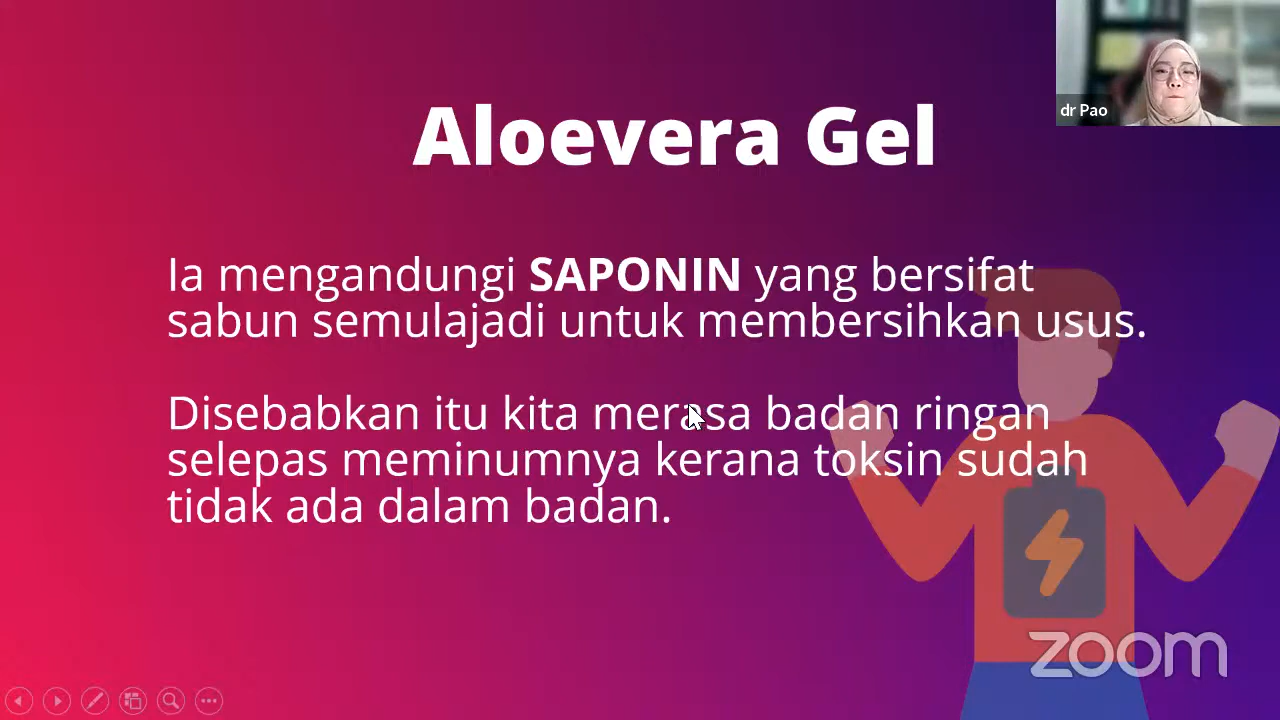 dr Pao
Aloevera Gel
Ia mengandungi SAPONIN yang bersifat
sabun semulajadi untuk membersihkan usus.
Disebabkan itu kita merasa badan ringan
selepas meminumnya kerana toksin sudah
tidak ada dalam badan.
zoom